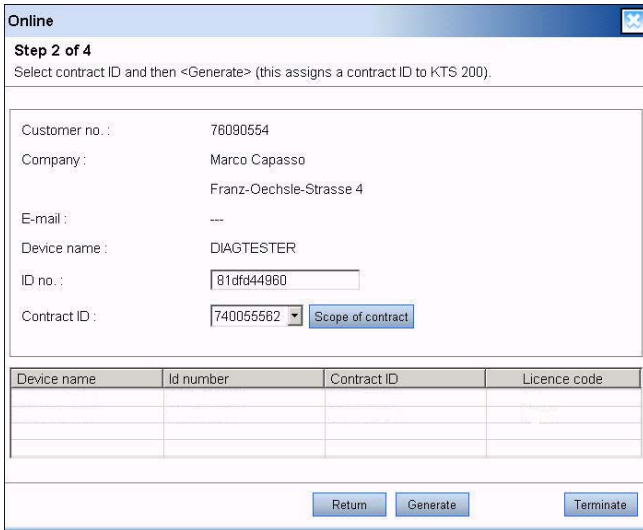 Online
Step 2 of 4
Select contract ID and then <Generate> (this assigns a contract ID to KTS 200).
Customer no. : 76090554
Company : Marco Capasso
Franz-Oechsle-Strasse 4
E-mail : ---
Device name : DIAGTESTER
ID no. : 81dfd44960
Contract ID : 740055562 Scope of contract
Device name Id number Contract ID Licence code
Return Generate Terminate